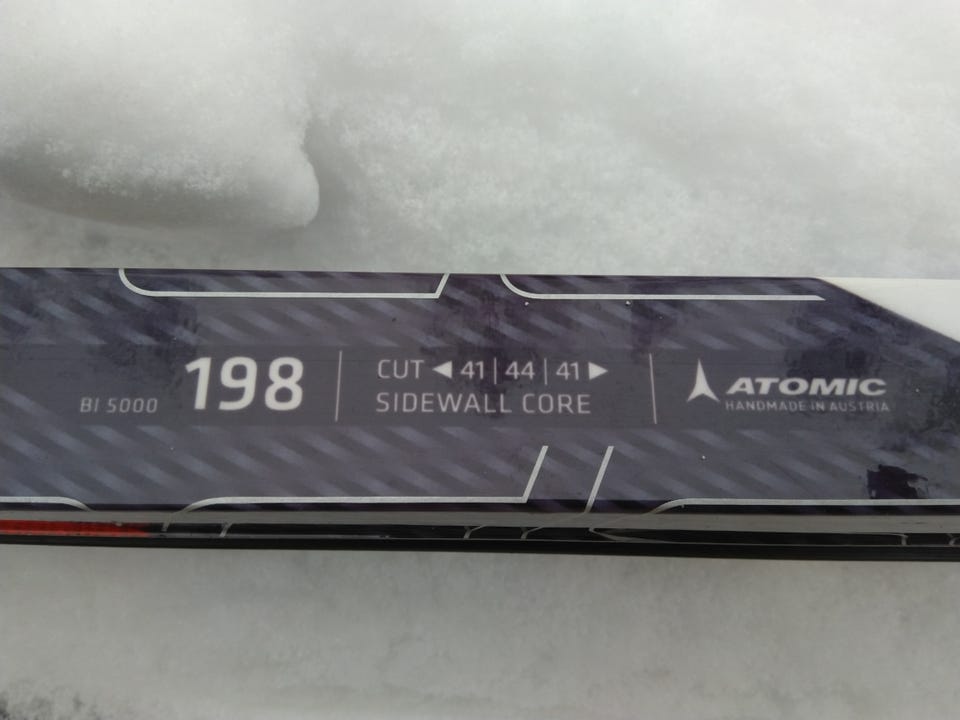 BI 5000 198
CUT ◀ 41 | 44 | 41 ▶
SIDEWALL CORE
ATOMIC
HANDMADE IN AUSTRIA